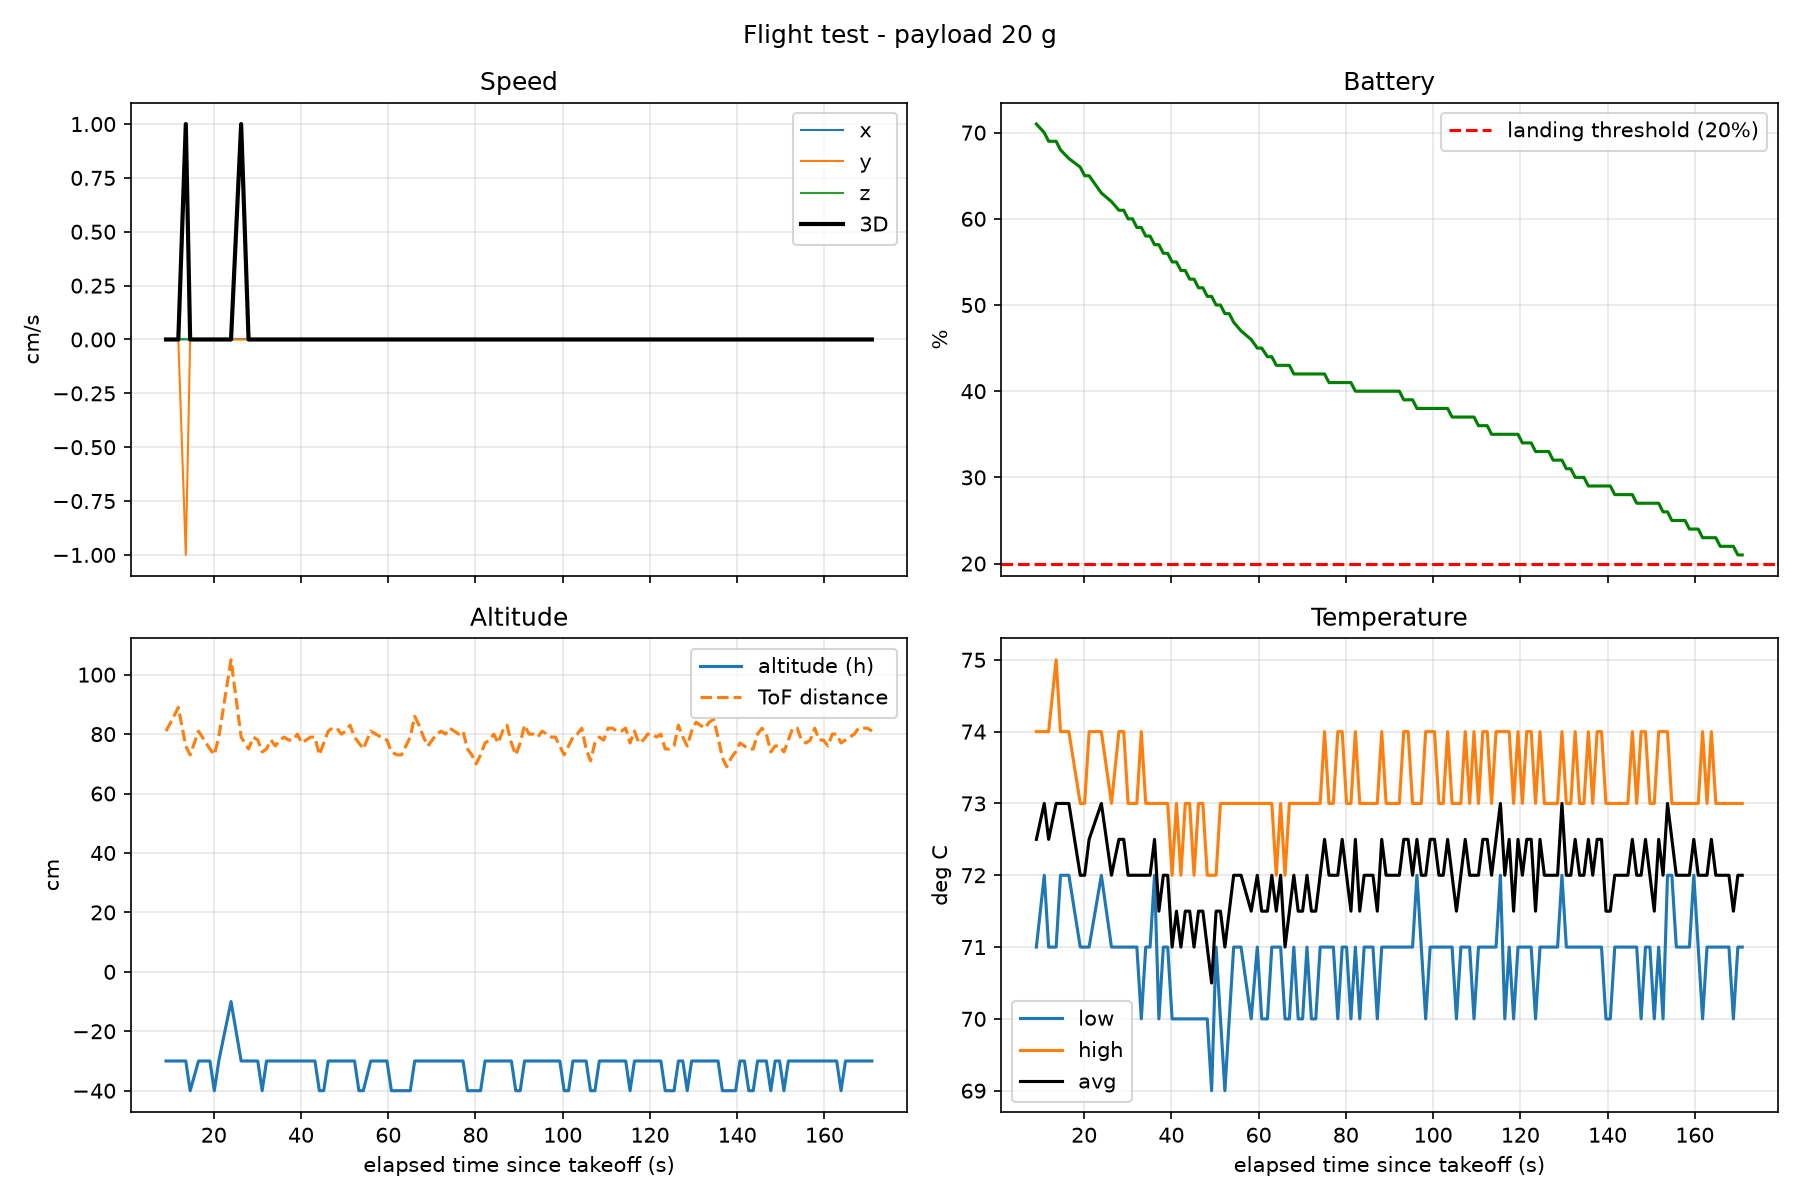 Flight test - payload 20 g
Speed
1.00
0.75
0.50
0.25
0.00
−0.25
−0.50
−0.75
−1.00
cm/s
x
y
z
3D
Battery
70
60
50
40
30
20
%
landing threshold (20%)
Altitude
100
80
60
40
20
0
−20
−40
cm
altitude (h)
ToF distance
20 40 60 80 100 120 140 160
elapsed time since takeoff (s)
Temperature
75
74
73
72
71
70
69
deg C
low
high
avg
20 40 60 80 100 120 140 160
elapsed time since takeoff (s)